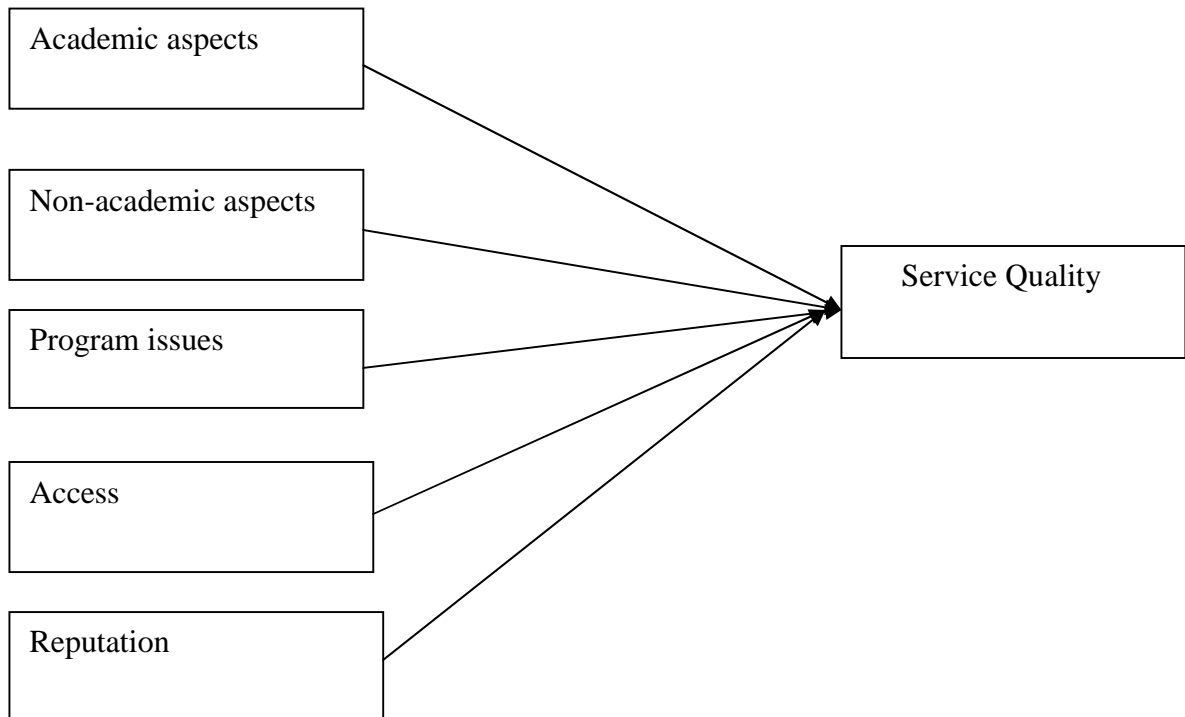 Academic aspects
Non-academic aspects
Service Quality
Program issues
Access
Reputation